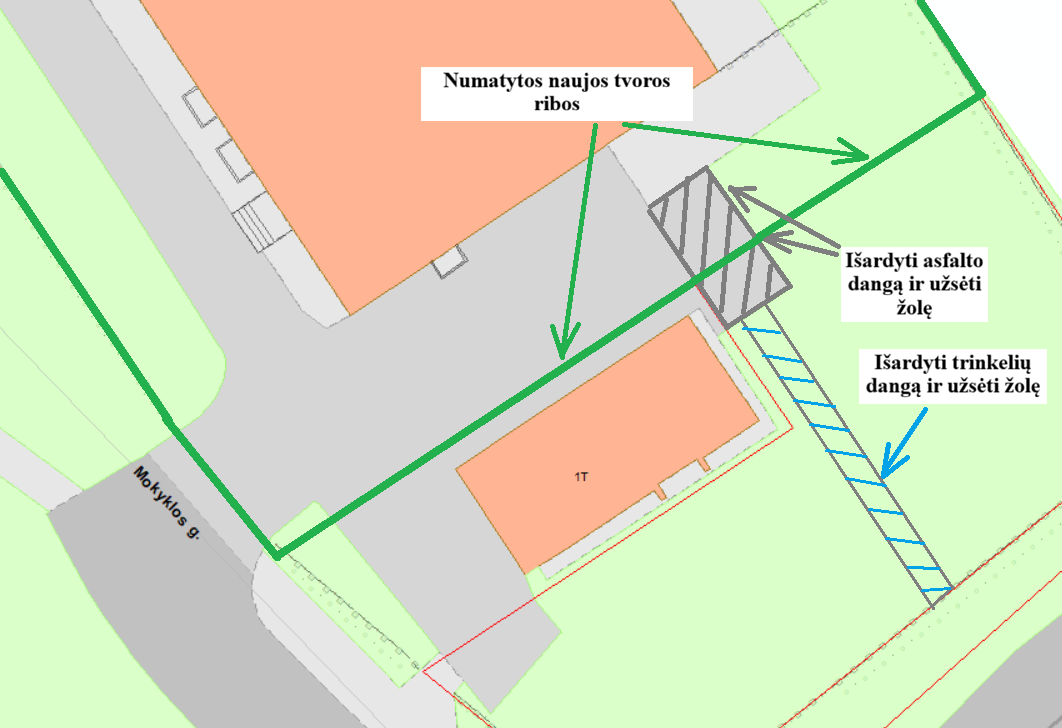 Numatytos naujos tvoros
ribos
Išardyti asfalto
dangą ir užsėti
žolę
Išardyti trinkelių
dangą ir užsėti žolę
1T
Mokyklos g.